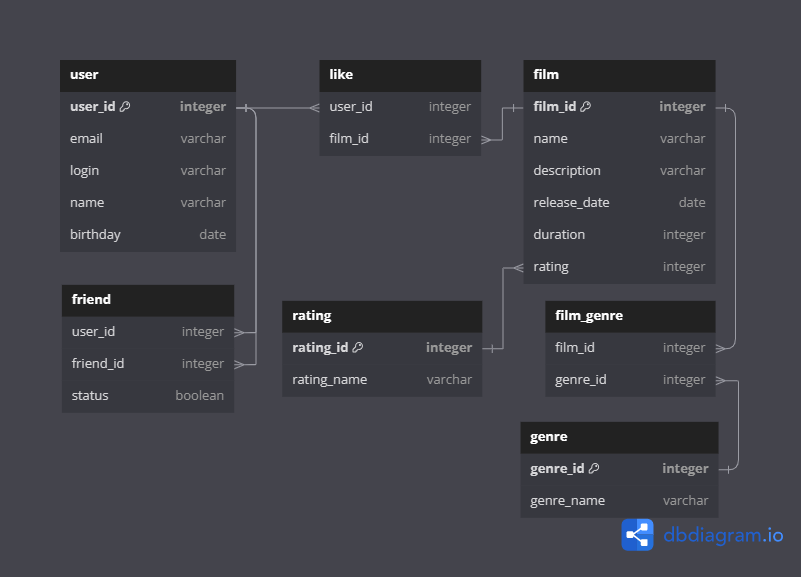 user
user_id integer
email varchar
login varchar
name varchar
birthday date
like
user_id integer
film_id integer
film
film_id integer
name varchar
description varchar
release_date date
duration integer
rating integer
friend
user_id integer
friend_id integer
status boolean
rating
rating_id integer
rating_name varchar
film_genre
film_id integer
genre_id integer
genre
genre_id integer
genre_name varchar
dbdiagram.io